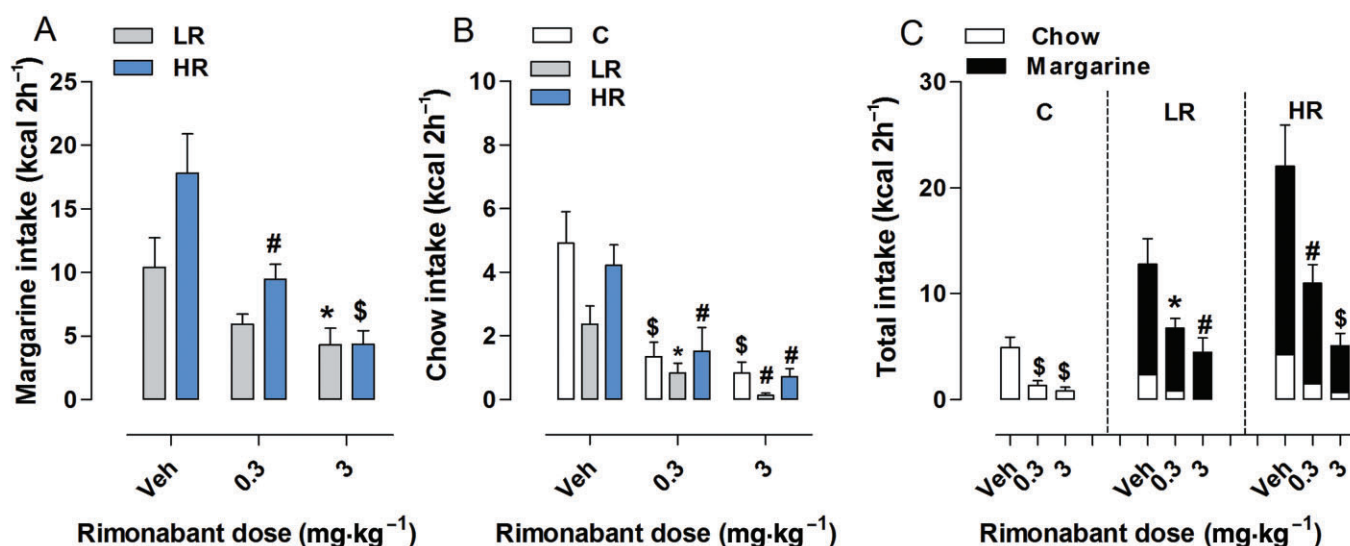 A
LR
HR
Margarine intake (kcal 2h⁻¹)
25
20
15
10
5
0
#
*
$
Veh
0.3
3
Rimonabant dose (mg·kg⁻¹)
B
C
LR
HR
Chow intake (kcal 2h⁻¹)
10
8
6
4
2
0
$
*
#
$
#
#
Veh
0.3
3
Rimonabant dose (mg·kg⁻¹)
C
Chow
Margarine
Total intake (kcal 2h⁻¹)
30
20
10
0
C
LR
HR
$
$
*
#
#
$
Veh
0.3
3
Veh
0.3
3
Veh
0.3
3
Rimonabant dose (mg·kg⁻¹)